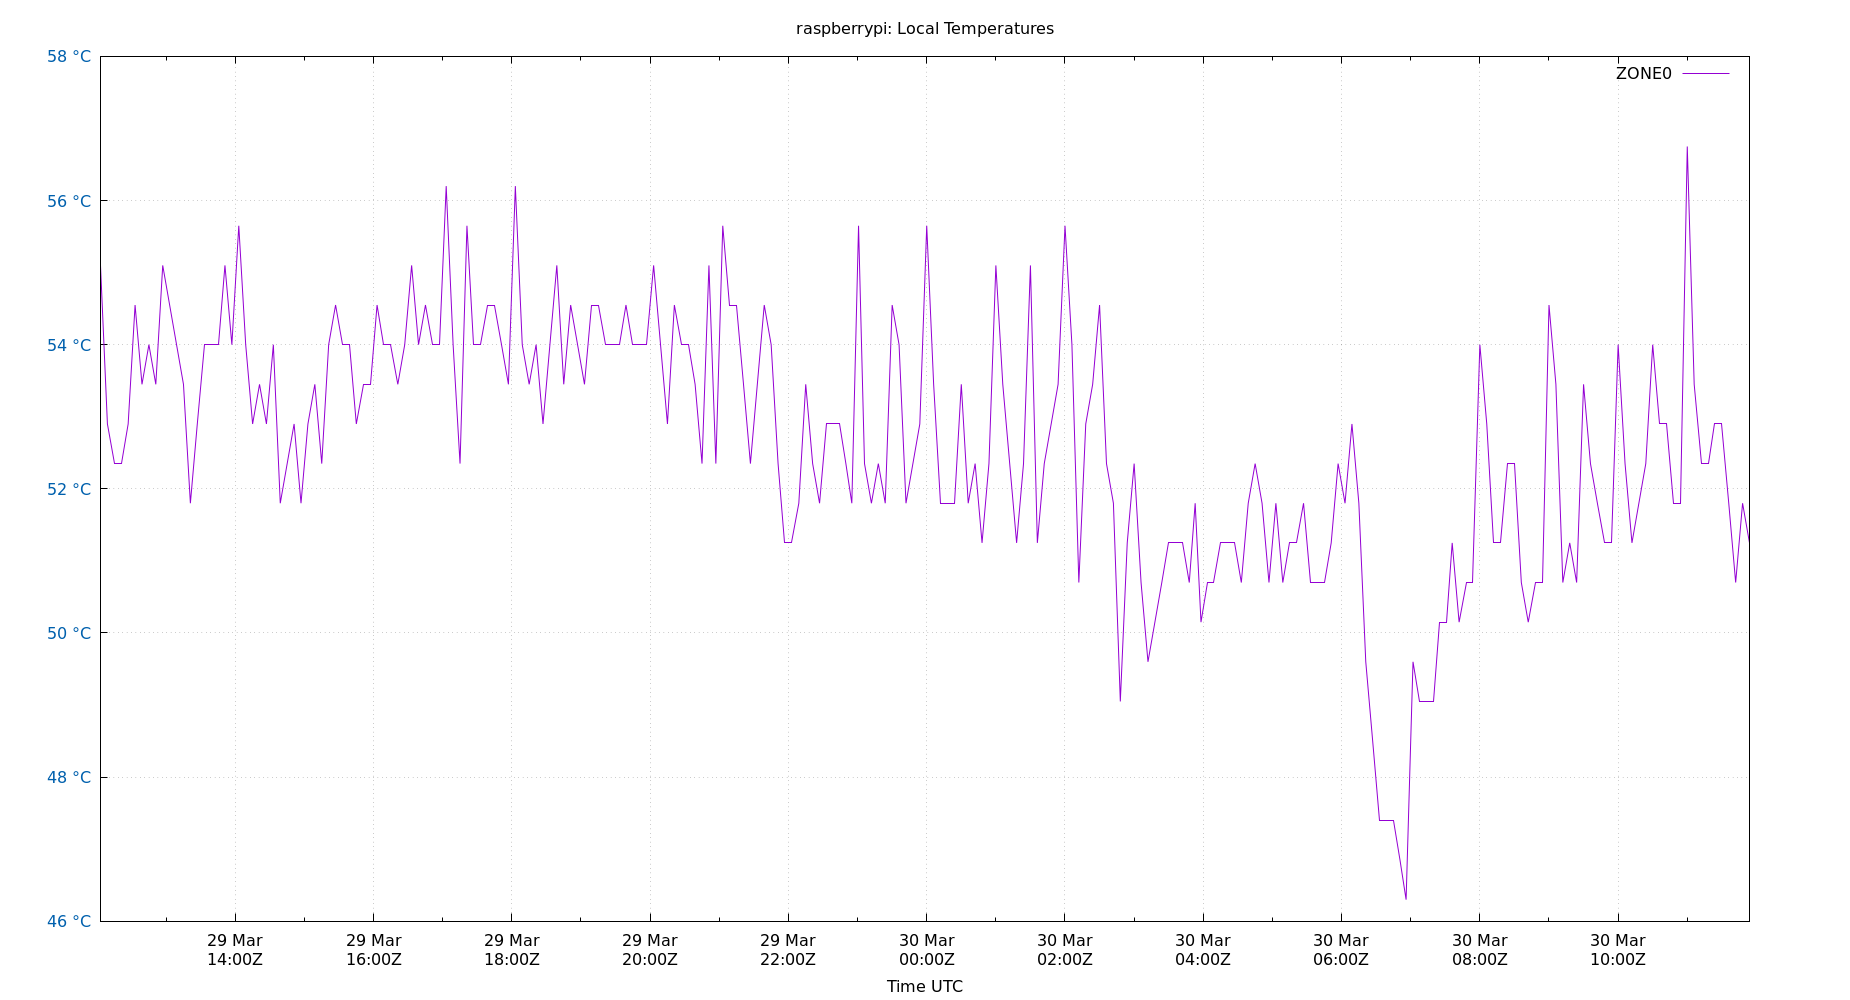 raspberrypi: Local Temperatures
58 °C
ZONE0
56 °C
54 °C
52 °C
50 °C
48 °C
46 °C
29 Mar 29 Mar 29 Mar 29 Mar 29 Mar 30 Mar 30 Mar 30 Mar 30 Mar 30 Mar 30 Mar
14:00Z 16:00Z 18:00Z 20:00Z 22:00Z 00:00Z 02:00Z 04:00Z 06:00Z 08:00Z 10:00Z
Time UTC